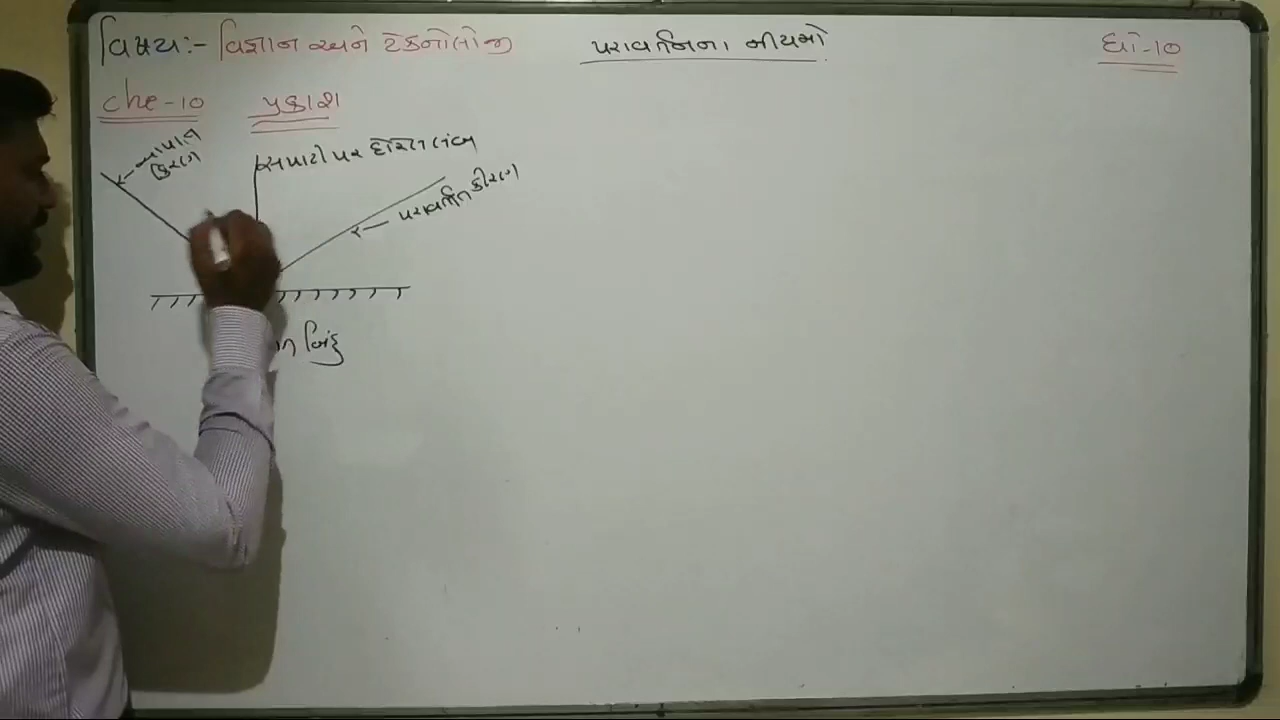 વિષય:- વિજ્ઞાન અને ટેકનોલોજી
પરાવર્તનના નીયમો
ધો-10
che-10 પ્રકાશ
આપાત
કિરણ
સપાટી પર દોરેલ લંબ
પરાવર્તીત કીરણ
બિંદુ